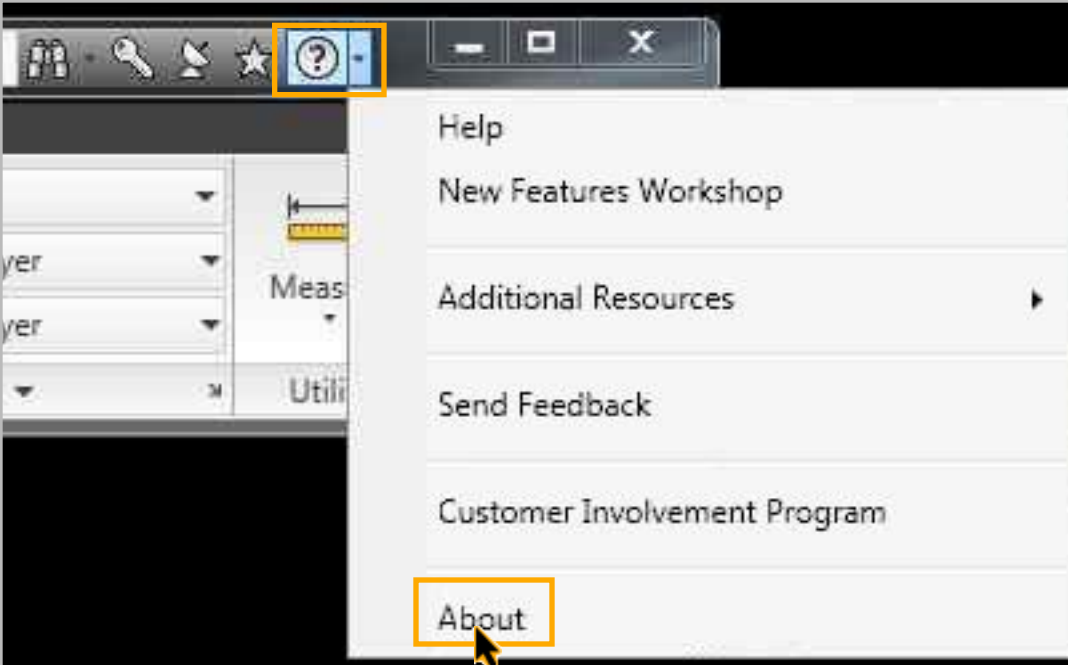 Help
New Features Workshop
yer
Meas
Additional Resources
yer
Utili
Send Feedback
Customer Involvement Program
About